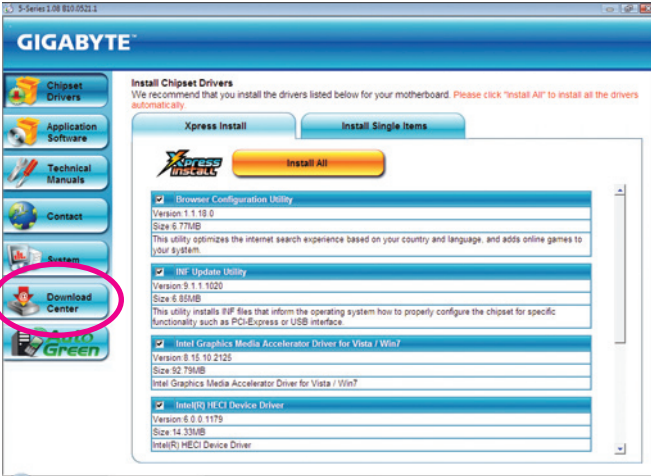 5-Series 1.08 B10.0521.1
GIGABYTE™
Chipset
Drivers
Application
Software
Technical
Manuals
Contact
System
Download
Center
Auto
Green
Install Chipset Drivers
We recommend that you install the drivers listed below for your motherboard. Please click "Install All" to install all the drivers
automatically.
Xpress Install
Install Single Items
Xpress
Install
Install All
Browser Configuration Utility
Version:1.1.18.0
Size:6.77MB
This utility optimizes the internet search experience based on your country and language, and adds online games to
your system.
INF Update Utility
Version:9.1.1.1020
Size:6.85MB
This utility installs INF files that inform the operating system how to properly configure the chipset for specific
functionality such as PCI-Express or USB interface.
Intel Graphics Media Accelerator Driver for Vista / Win7
Version:8.15.10.2125
Size:92.79MB
Intel Graphics Media Accelerator Driver for Vista / Win7
Intel(R) HECI Device Driver
Version:6.0.0.1179
Size:14.33MB
Intel(R) HECI Device Driver